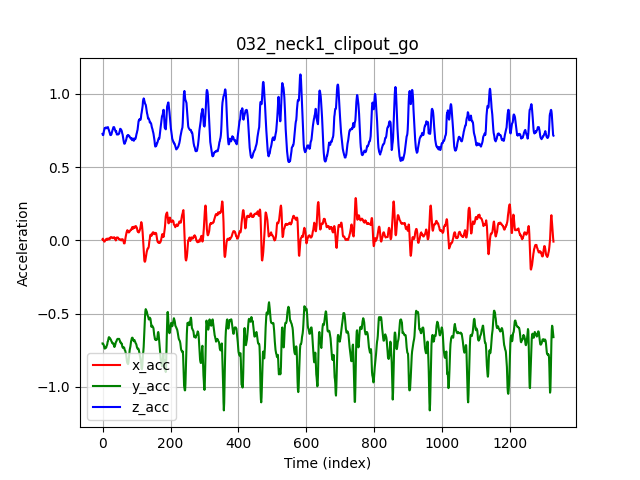 032_neck1_clipout_go
Acceleration
1.0
0.5
0.0
−0.5
−1.0
x_acc
y_acc
z_acc
0 200 400 600 800 1000 1200
Time (index)